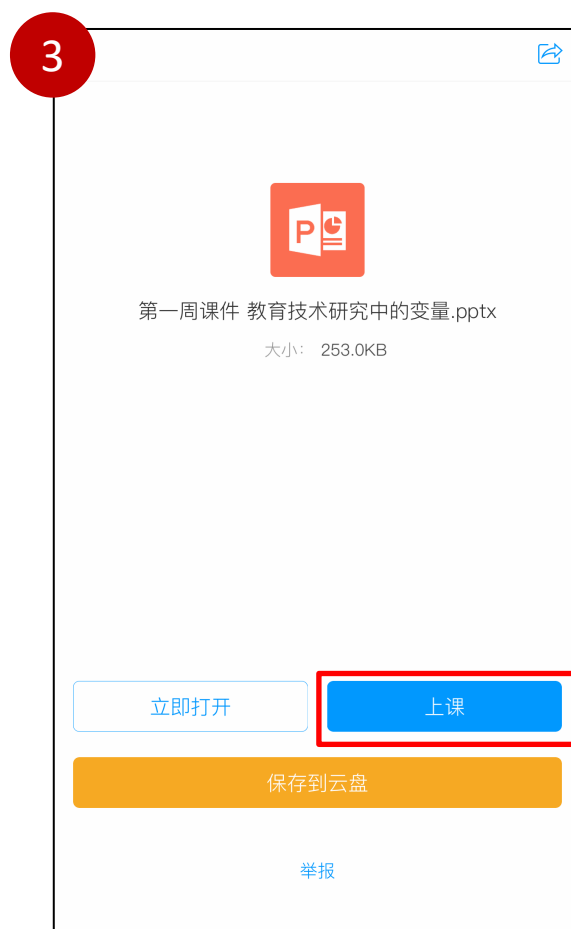 3
P
第一周课件 教育技术研究中的变量.pptx
大小： 253.0KB
立即打开 上课
保存到云盘
举报